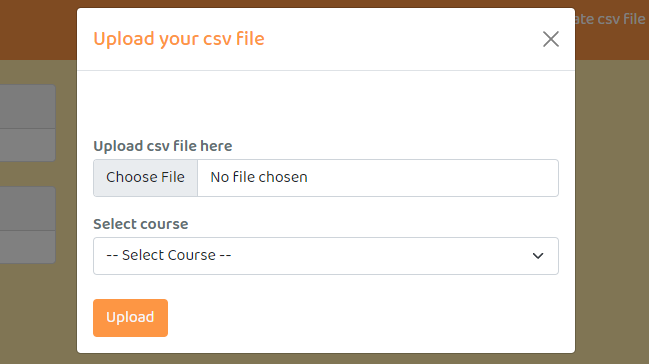 csv file
Upload your csv file
Upload csv file here
Choose File No file chosen
Select course
-- Select Course --
Upload